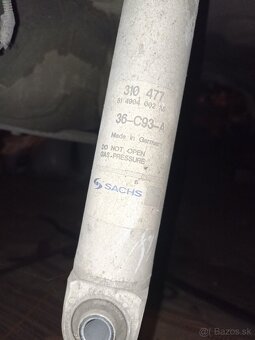 310 477
36-C93-A
Made in Germany
DO NOT OPEN
GAS-PRESSURE
SACHS
© Bazos.sk